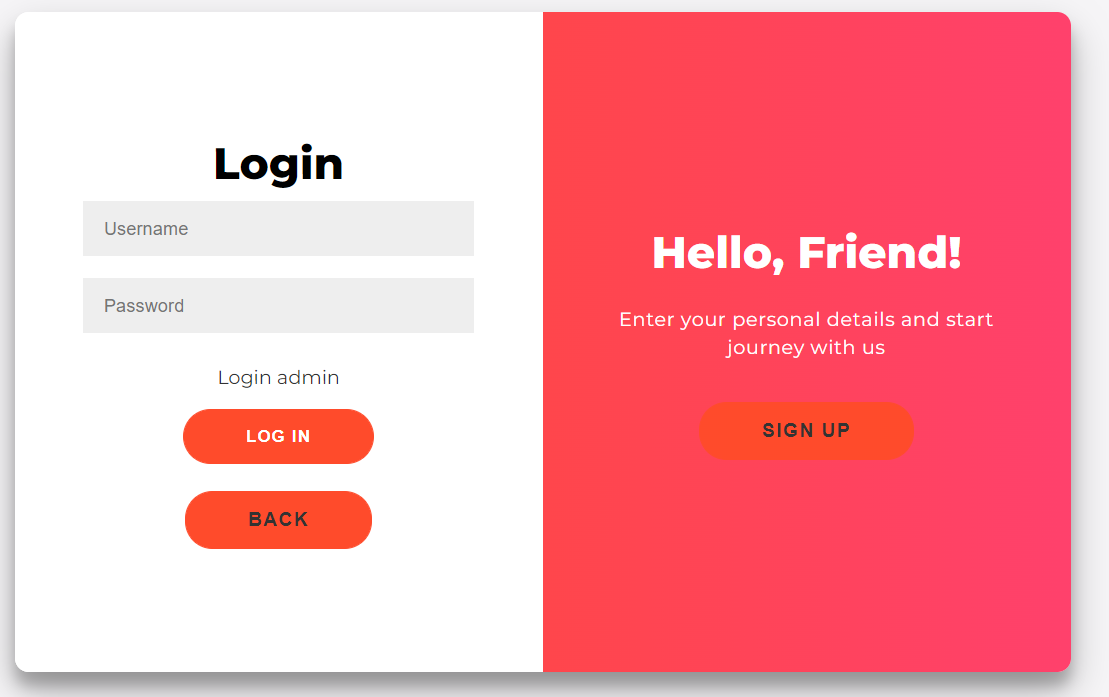 Login
Username
Password
Login admin
LOG IN
BACK
Hello, Friend!
Enter your personal details and start
journey with us
SIGN UP